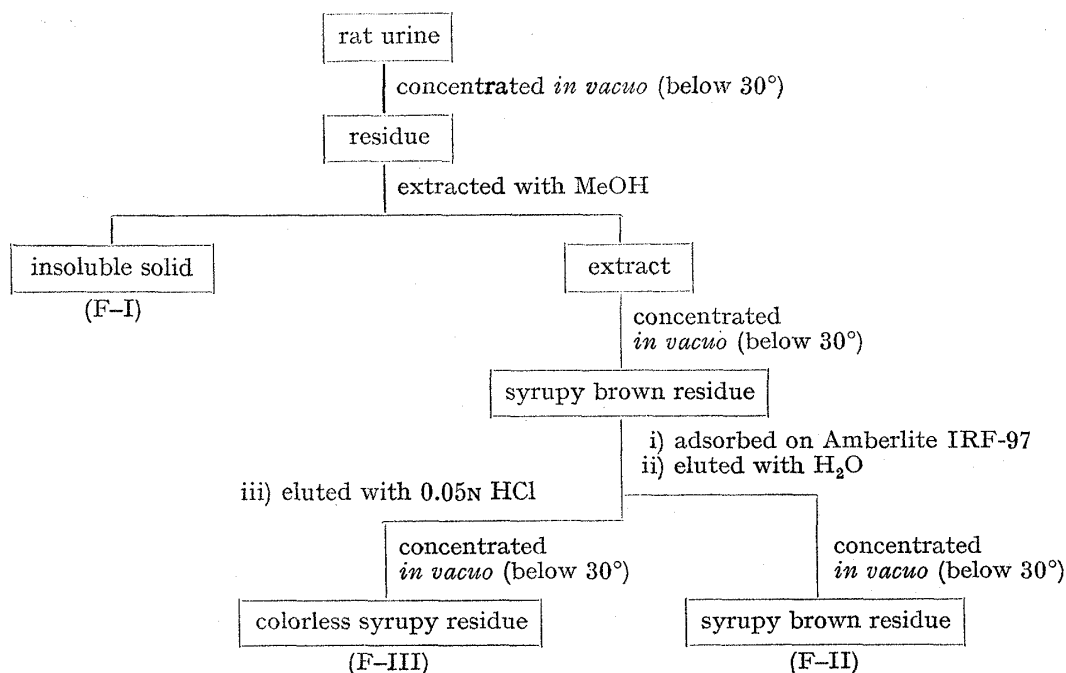 rat urine
concentrated in vacuo (below 30°)
residue
extracted with MeOH
insoluble solid
(F–I)
extract
concentrated
in vacuo (below 30°)
syrupy brown residue
i) adsorbed on Amberlite IRF-97
ii) eluted with H₂O
iii) eluted with 0.05N HCl
concentrated
in vacuo (below 30°)
colorless syrupy residue
(F–III)
concentrated
in vacuo (below 30°)
syrupy brown residue
(F–II)